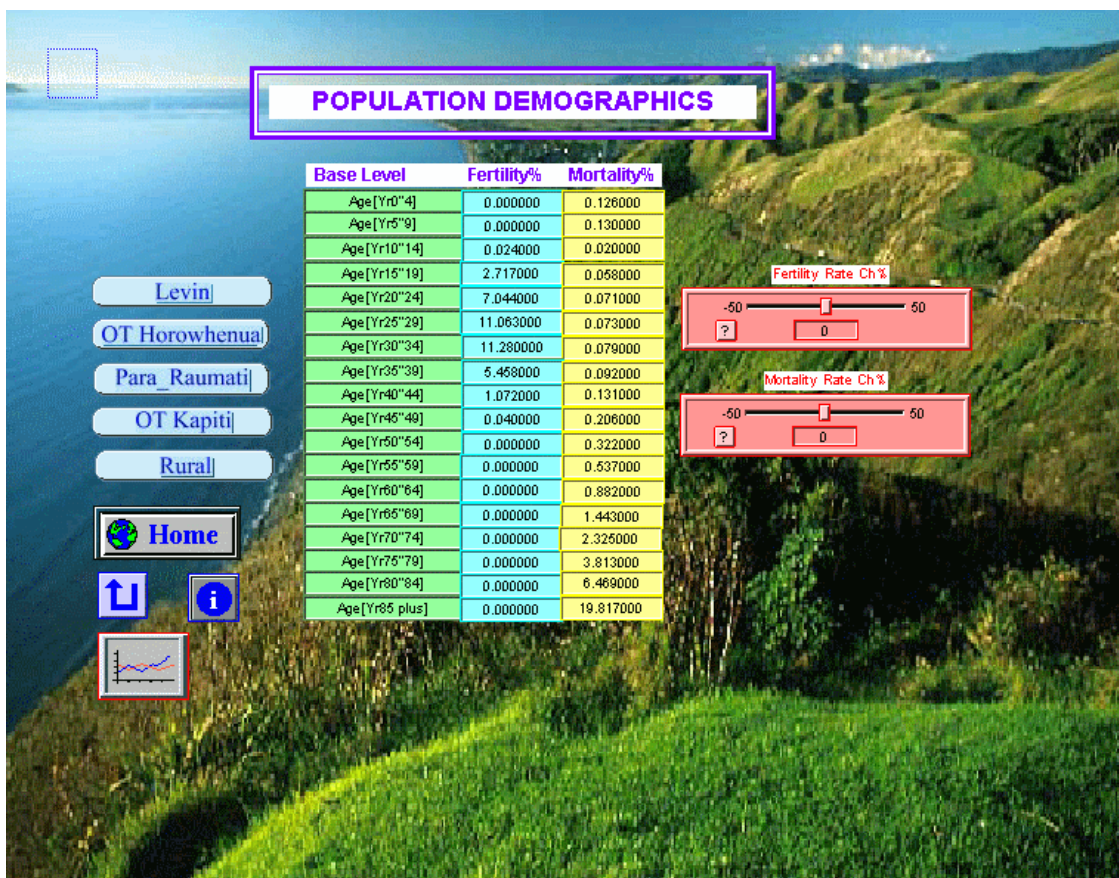 POPULATION DEMOGRAPHICS
Base Level Fertility% Mortality%
Age[Yr0"4] 0.000000 0.126000
Age[Yr5"9] 0.000000 0.130000
Age[Yr10"14] 0.024000 0.020000
Age[Yr15"19] 2.717000 0.058000
Age[Yr20"24] 7.044000 0.071000
Age[Yr25"29] 11.063000 0.073000
Age[Yr30"34] 11.280000 0.079000
Age[Yr35"39] 5.458000 0.092000
Age[Yr40"44] 1.072000 0.131000
Age[Yr45"49] 0.040000 0.206000
Age[Yr50"54] 0.000000 0.322000
Age[Yr55"59] 0.000000 0.537000
Age[Yr60"64] 0.000000 0.882000
Age[Yr65"69] 0.000000 1.443000
Age[Yr70"74] 0.000000 2.325000
Age[Yr75"79] 0.000000 3.813000
Age[Yr80"84] 0.000000 6.469000
Age[Yr85 plus] 0.000000 19.817000
Levin
OT Horowhenua
Para_Raumati
OT Kapiti
Rural
Home
i
Fertility Rate Ch%
-50 50
? 0
Mortality Rate Ch%
-50 50
? 0